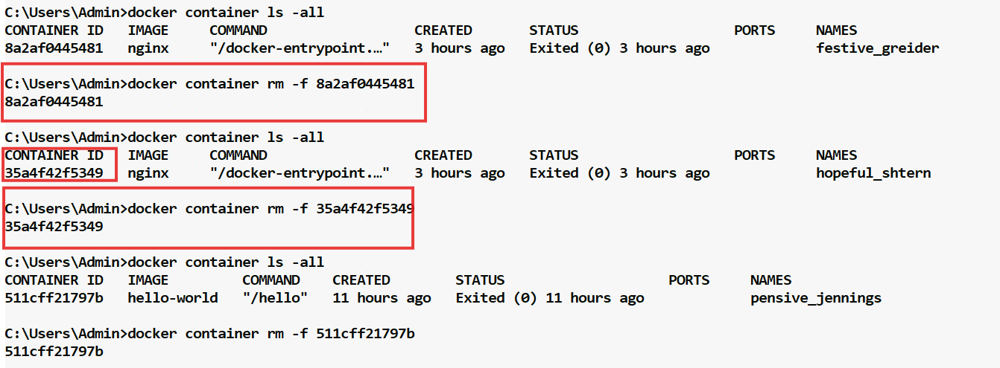 C:\Users\Admin>docker container ls -all
CONTAINER ID   IMAGE     COMMAND                  CREATED       STATUS                   PORTS     NAMES
8a2af0445481   nginx     "/docker-entrypoint.…"   3 hours ago   Exited (0) 3 hours ago             festive_greider
C:\Users\Admin>docker container rm -f 8a2af0445481
8a2af0445481
C:\Users\Admin>docker container ls -all
CONTAINER ID   IMAGE     COMMAND                  CREATED       STATUS                   PORTS     NAMES
35a4f42f5349   nginx     "/docker-entrypoint.…"   3 hours ago   Exited (0) 3 hours ago             hopeful_shtern
C:\Users\Admin>docker container rm -f 35a4f42f5349
35a4f42f5349
C:\Users\Admin>docker container ls -all
CONTAINER ID   IMAGE         COMMAND    CREATED        STATUS                    PORTS     NAMES
511cff21797b   hello-world   "/hello"   11 hours ago   Exited (0) 11 hours ago             pensive_jennings
C:\Users\Admin>docker container rm -f 511cff21797b
511cff21797b